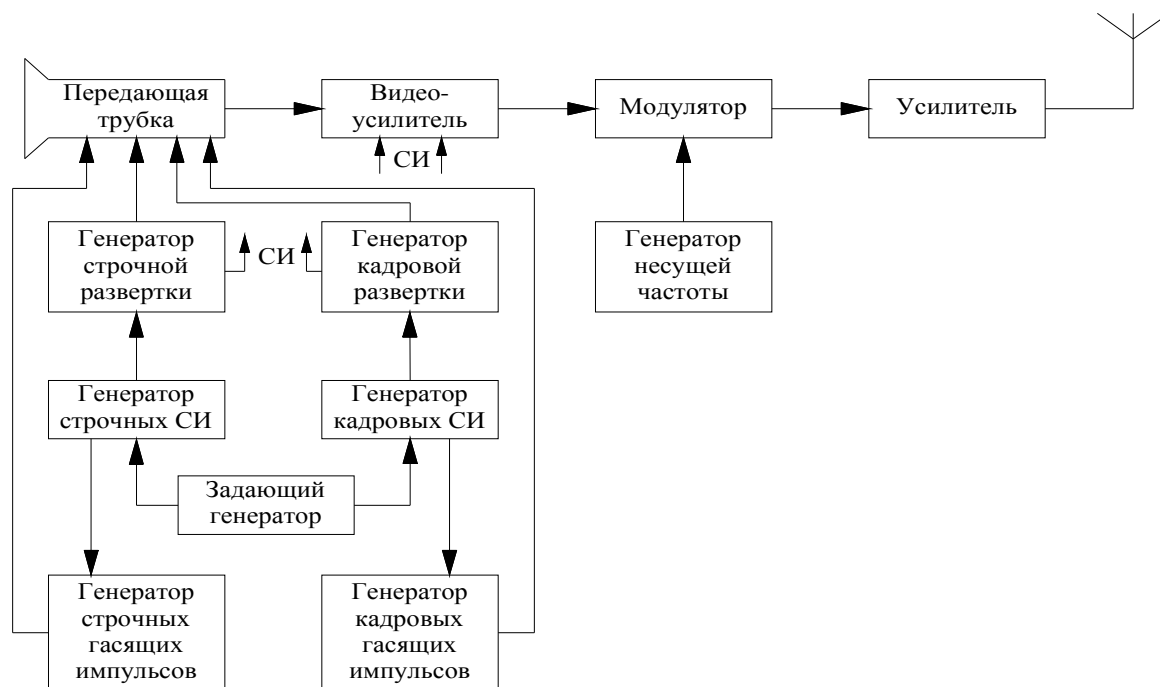 Передающая
трубка
Видео-
усилитель
Модулятор
Усилитель
СИ
Генератор
строчной
развертки
СИ
Генератор
кадровой
развертки
Генератор
несущей
частоты
Генератор
строчных СИ
Генератор
кадровых СИ
Задающий
генератор
Генератор
строчных
гасящих
импульсов
Генератор
кадровых
гасящих
импульсов